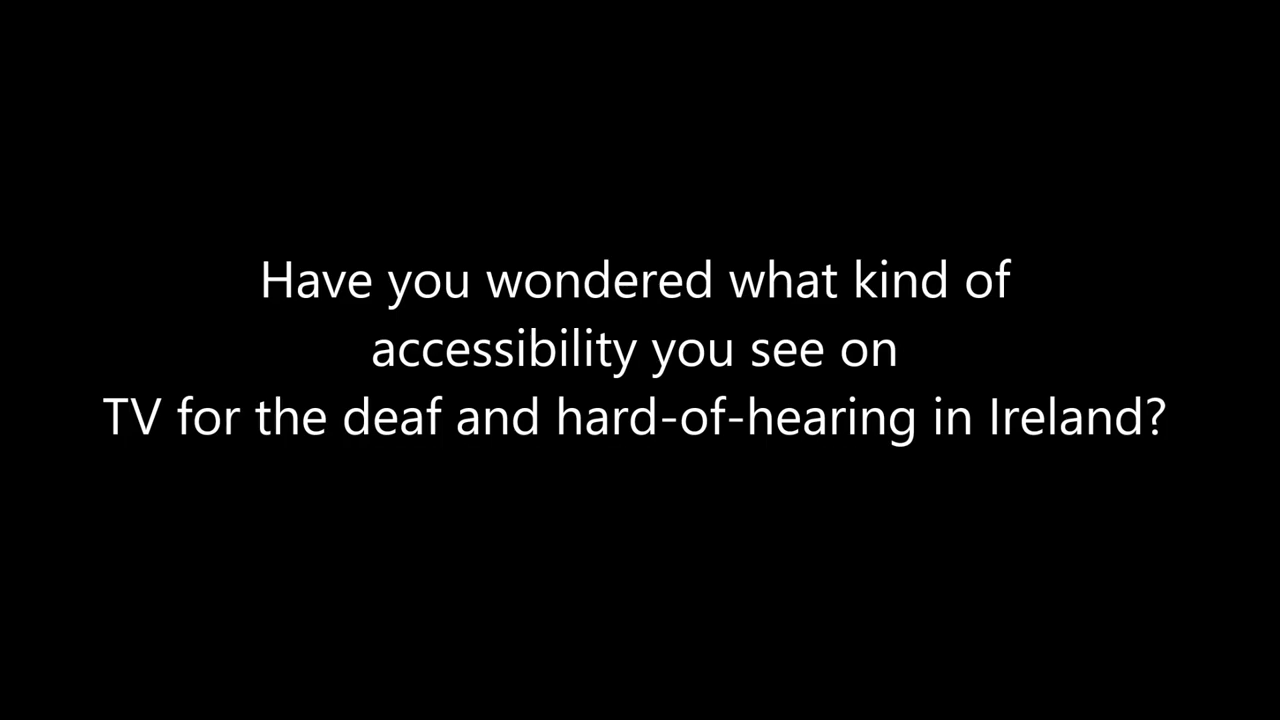 Have you wondered what kind of
accessibility you see on
TV for the deaf and hard-of-hearing in Ireland?